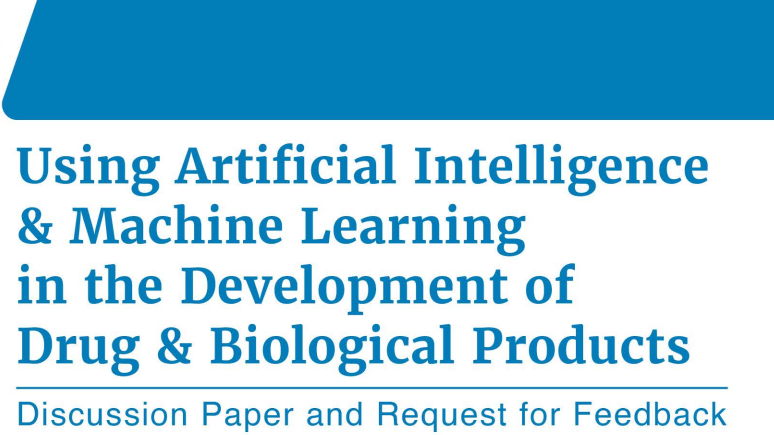 Using Artificial Intelligence
& Machine Learning
in the Development of
Drug & Biological Products
Discussion Paper and Request for Feedback